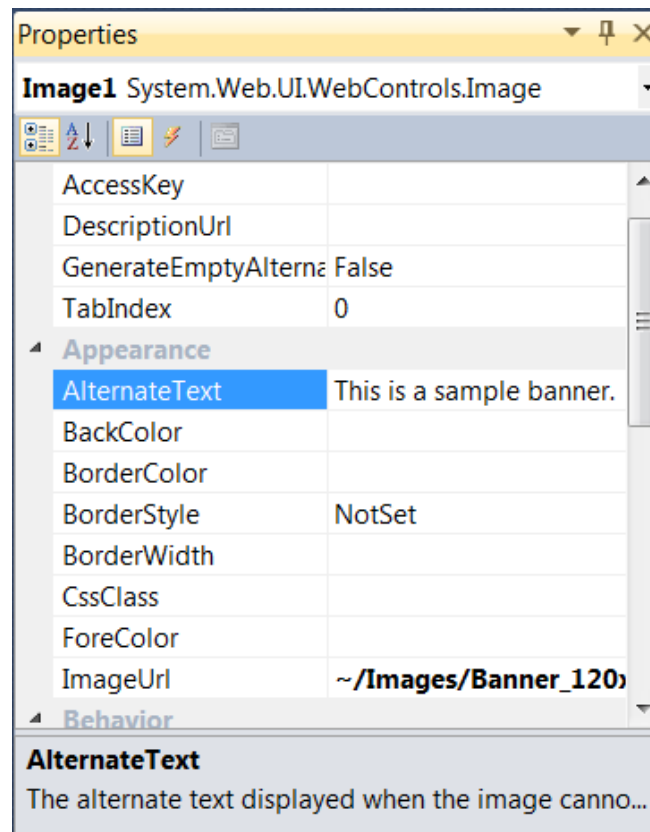 Properties
Image1 System.Web.UI.WebControls.Image
AccessKey
DescriptionUrl
GenerateEmptyAlterna False
TabIndex 0
Appearance
AlternateText This is a sample banner.
BackColor
BorderColor
BorderStyle NotSet
BorderWidth
CssClass
ForeColor
ImageUrl ~/Images/Banner_120x
Behavior
AlternateText
The alternate text displayed when the image canno...